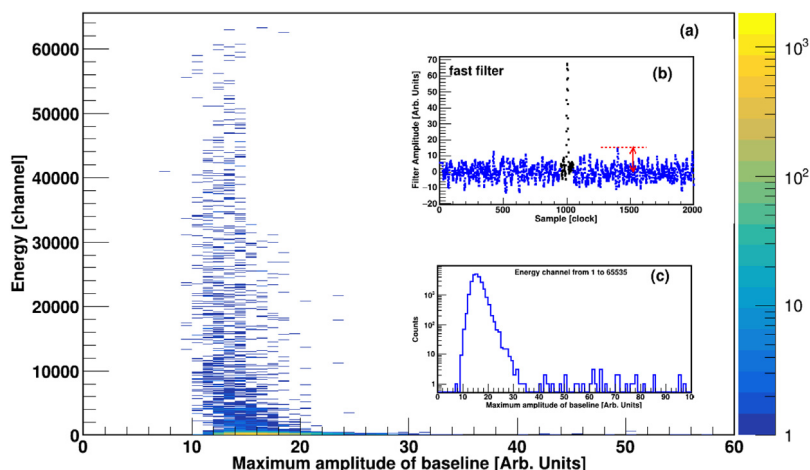 (a)
60000
50000
40000
30000
20000
10000
0
Energy [channel]
0 10 20 30 40 50 60
Maximum amplitude of baseline [Arb. Units]
10³
10²
10
1
fast filter
(b)
70
60
50
40
30
20
10
0
−10
−20
Filter Amplitude [Arb. Units]
0 500 1000 1500 2000
Sample [clock]
Energy channel from 1 to 65535
(c)
10³
10²
10
1
Counts
0 10 20 30 40 50 60 70 80 90 100
Maximum amplitude of baseline [Arb. Units]